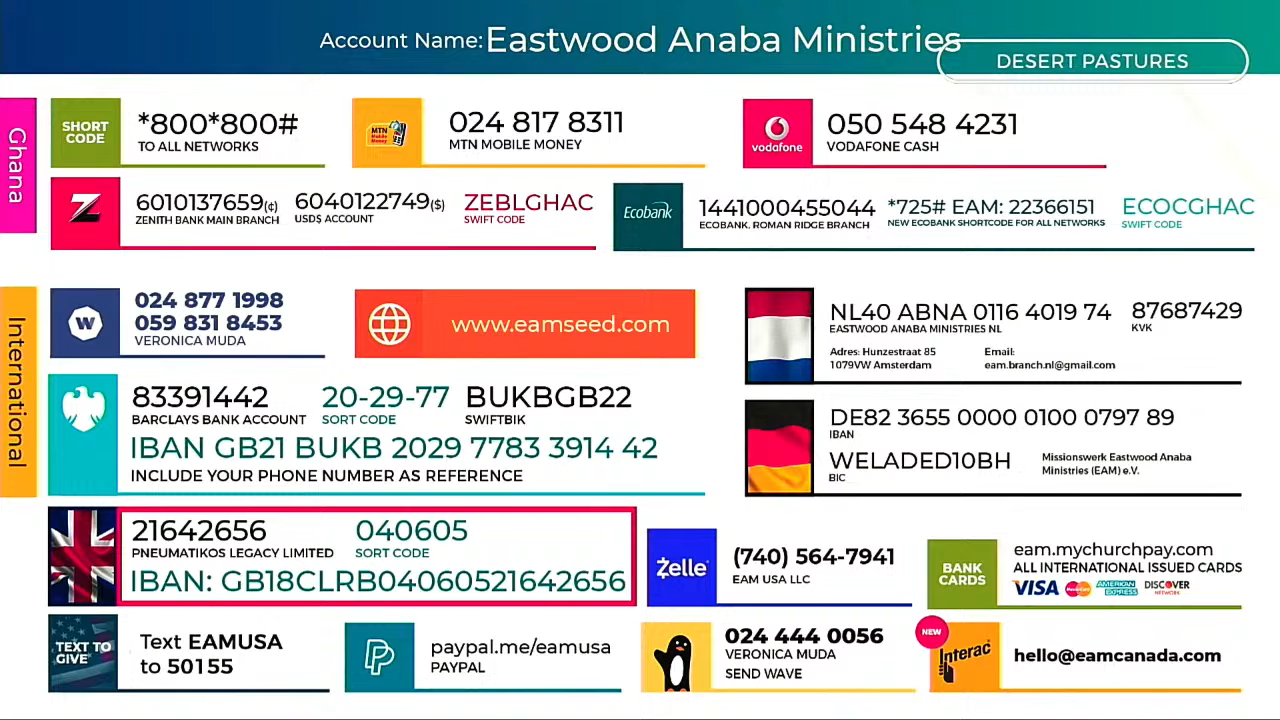 Account Name: Eastwood Anaba Ministries
DESERT PASTURES
Ghana
SHORT CODE
*800*800#
TO ALL NETWORKS
MTN Mobile Money
024 817 8311
MTN MOBILE MONEY
vodafone
050 548 4231
VODAFONE CASH
6010137659(¢)
ZENITH BANK MAIN BRANCH
6040122749($)
USD$ ACCOUNT
ZEBLGHAC
SWIFT CODE
Ecobank
1441000455044
ECOBANK. ROMAN RIDGE BRANCH
*725# EAM: 22366151
NEW ECOBANK SHORTCODE FOR ALL NETWORKS
ECOCGHAC
SWIFT CODE
International
W
024 877 1998
059 831 8453
VERONICA MUDA
www.eamseed.com
NL40 ABNA 0116 4019 74
EASTWOOD ANABA MINISTRIES NL
87687429
KVK
Adres: Hunzestraat 85
1079VW Amsterdam
Email:
eam.branch.nl@gmail.com
83391442
BARCLAYS BANK ACCOUNT
20-29-77
SORT CODE
BUKBGB22
SWIFTBIK
IBAN GB21 BUKB 2029 7783 3914 42
INCLUDE YOUR PHONE NUMBER AS REFERENCE
DE82 3655 0000 0100 0797 89
IBAN
WELADED10BH
BIC
Missionswerk Eastwood Anaba
Ministries (EAM) e.V.
21642656
PNEUMATIKOS LEGACY LIMITED
040605
SORT CODE
IBAN: GB18CLRB04060521642656
Zelle
(740) 564-7941
EAM USA LLC
BANK
CARDS
eam.mychurchpay.com
ALL INTERNATIONAL ISSUED CARDS
VISA MasterCard AMERICAN EXPRESS DISCOVER NETWORK
TEXT TO
GIVE
Text EAMUSA
to 50155
paypal.me/eamusa
PAYPAL
024 444 0056
VERONICA MUDA
SEND WAVE
NEW
Interac
hello@eamcanada.com